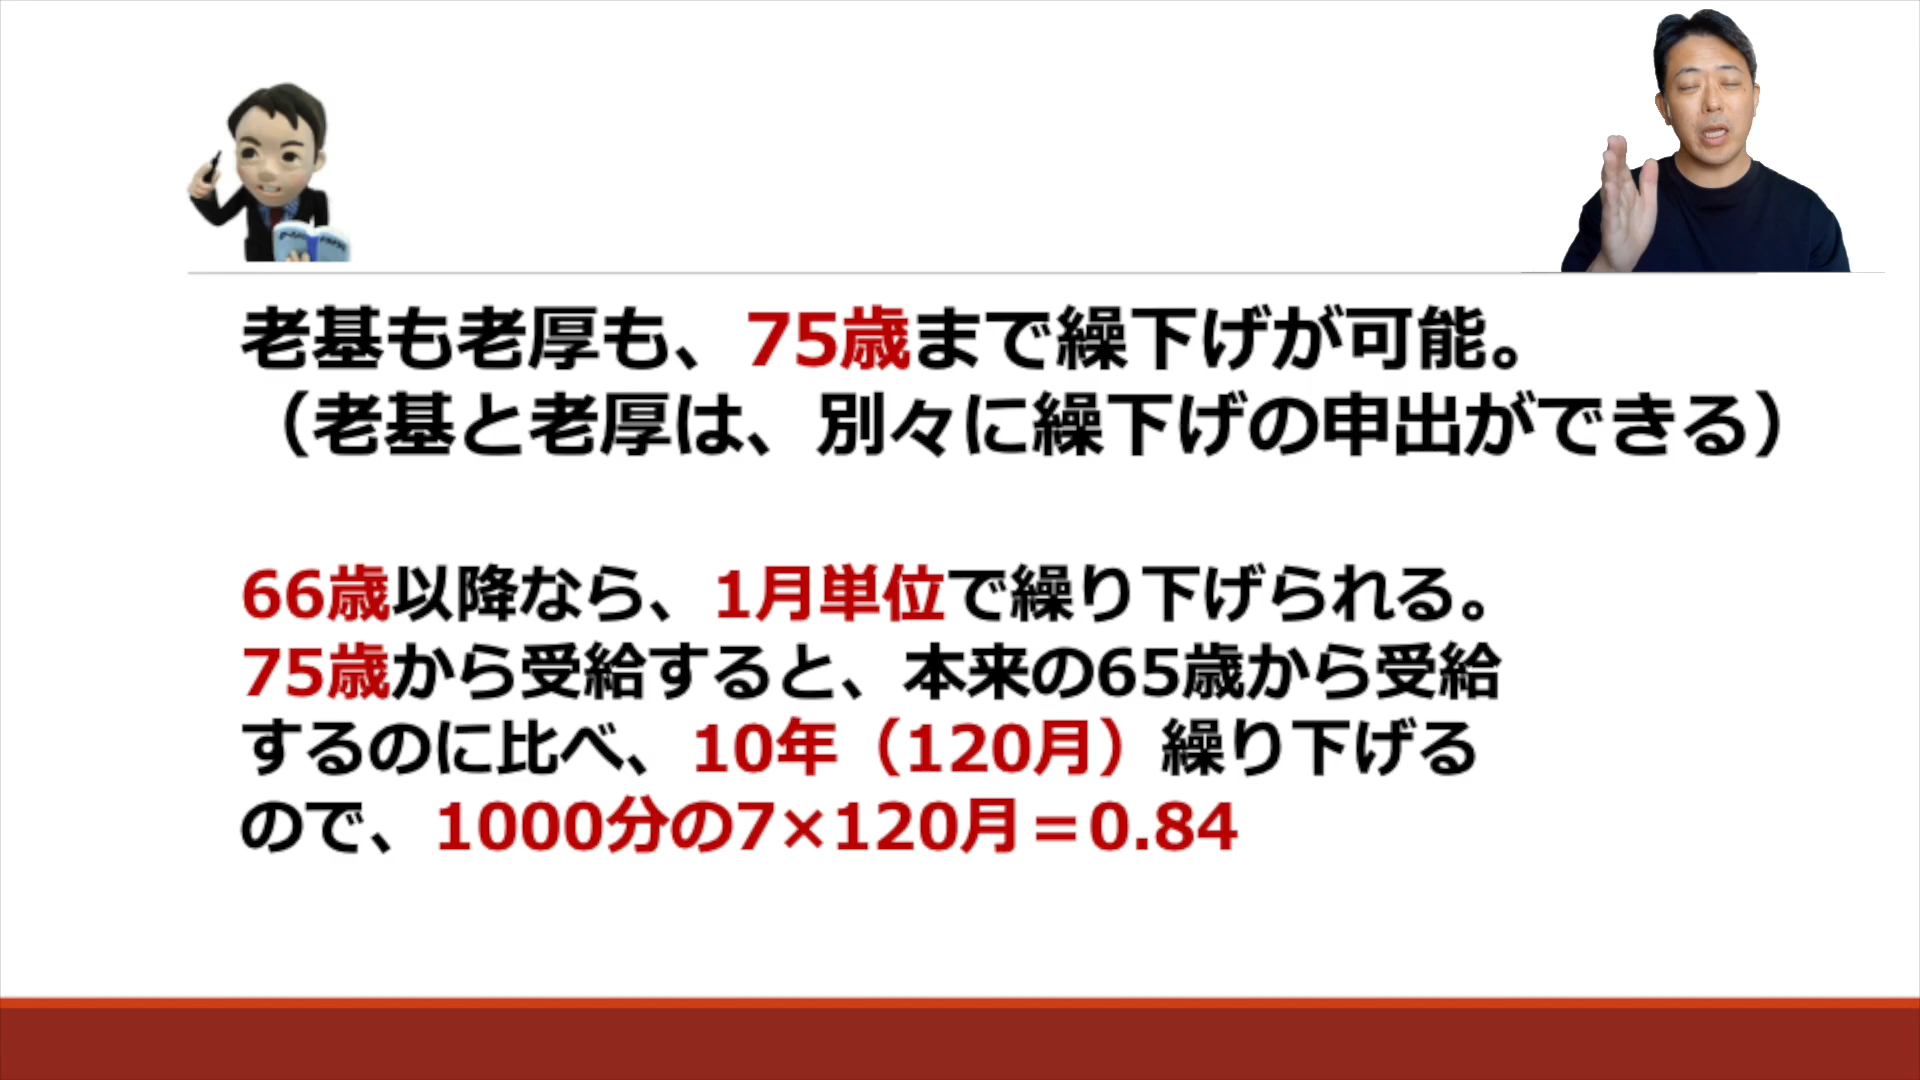 老基も老厚も、75歳まで繰下げが可能。
（老基と老厚は、別々に繰下げの申出ができる）
66歳以降なら、1月単位で繰り下げられる。
75歳から受給すると、本来の65歳から受給
するのに比べ、10年（120月）繰り下げる
ので、1000分の7×120月＝0.84